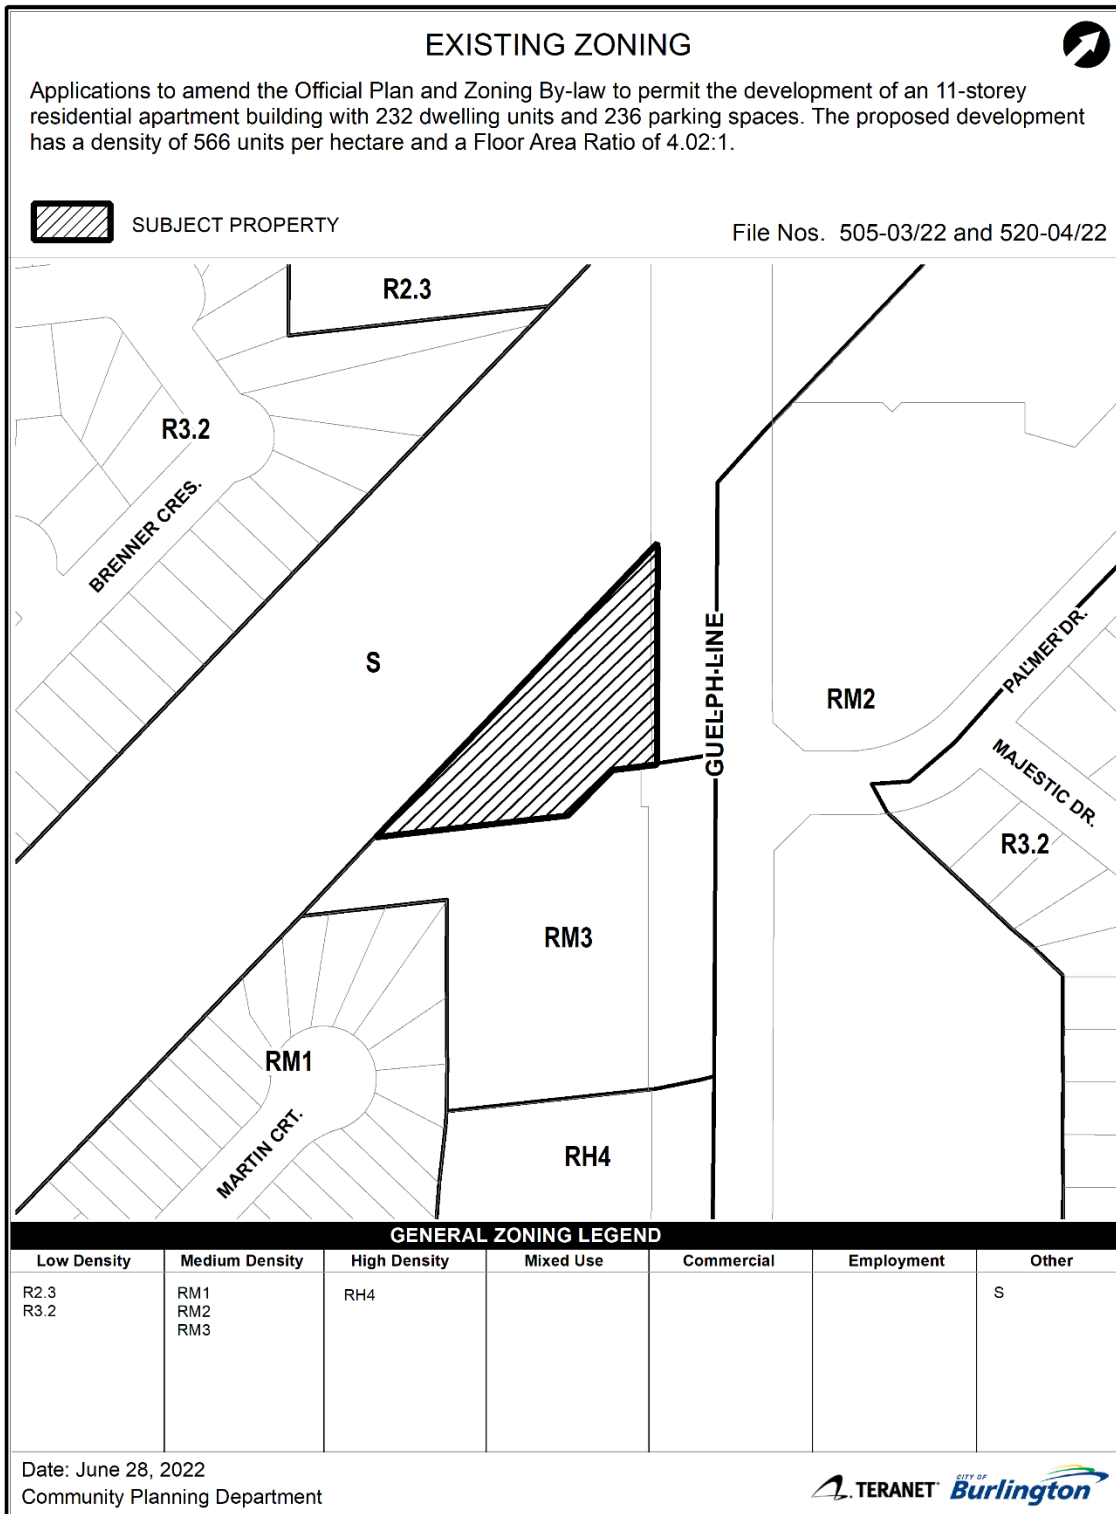 EXISTING ZONING
Applications to amend the Official Plan and Zoning By-law to permit the development of an 11-storey
residential apartment building with 232 dwelling units and 236 parking spaces. The proposed development
has a density of 566 units per hectare and a Floor Area Ratio of 4.02:1.
SUBJECT PROPERTY
File Nos. 505-03/22 and 520-04/22
R2.3
R3.2
BRENNER CRES.
S
GUELPH LINE
PALMER DR.
RM2
MAJESTIC DR.
R3.2
RM3
RM1
MARTIN CRT.
RH4
GENERAL ZONING LEGEND
Low Density Medium Density High Density Mixed Use Commercial Employment Other
R2.3 RM1 RH4 S
R3.2 RM2
RM3
Date: June 28, 2022
Community Planning Department
TERANET
CITY OF
Burlington